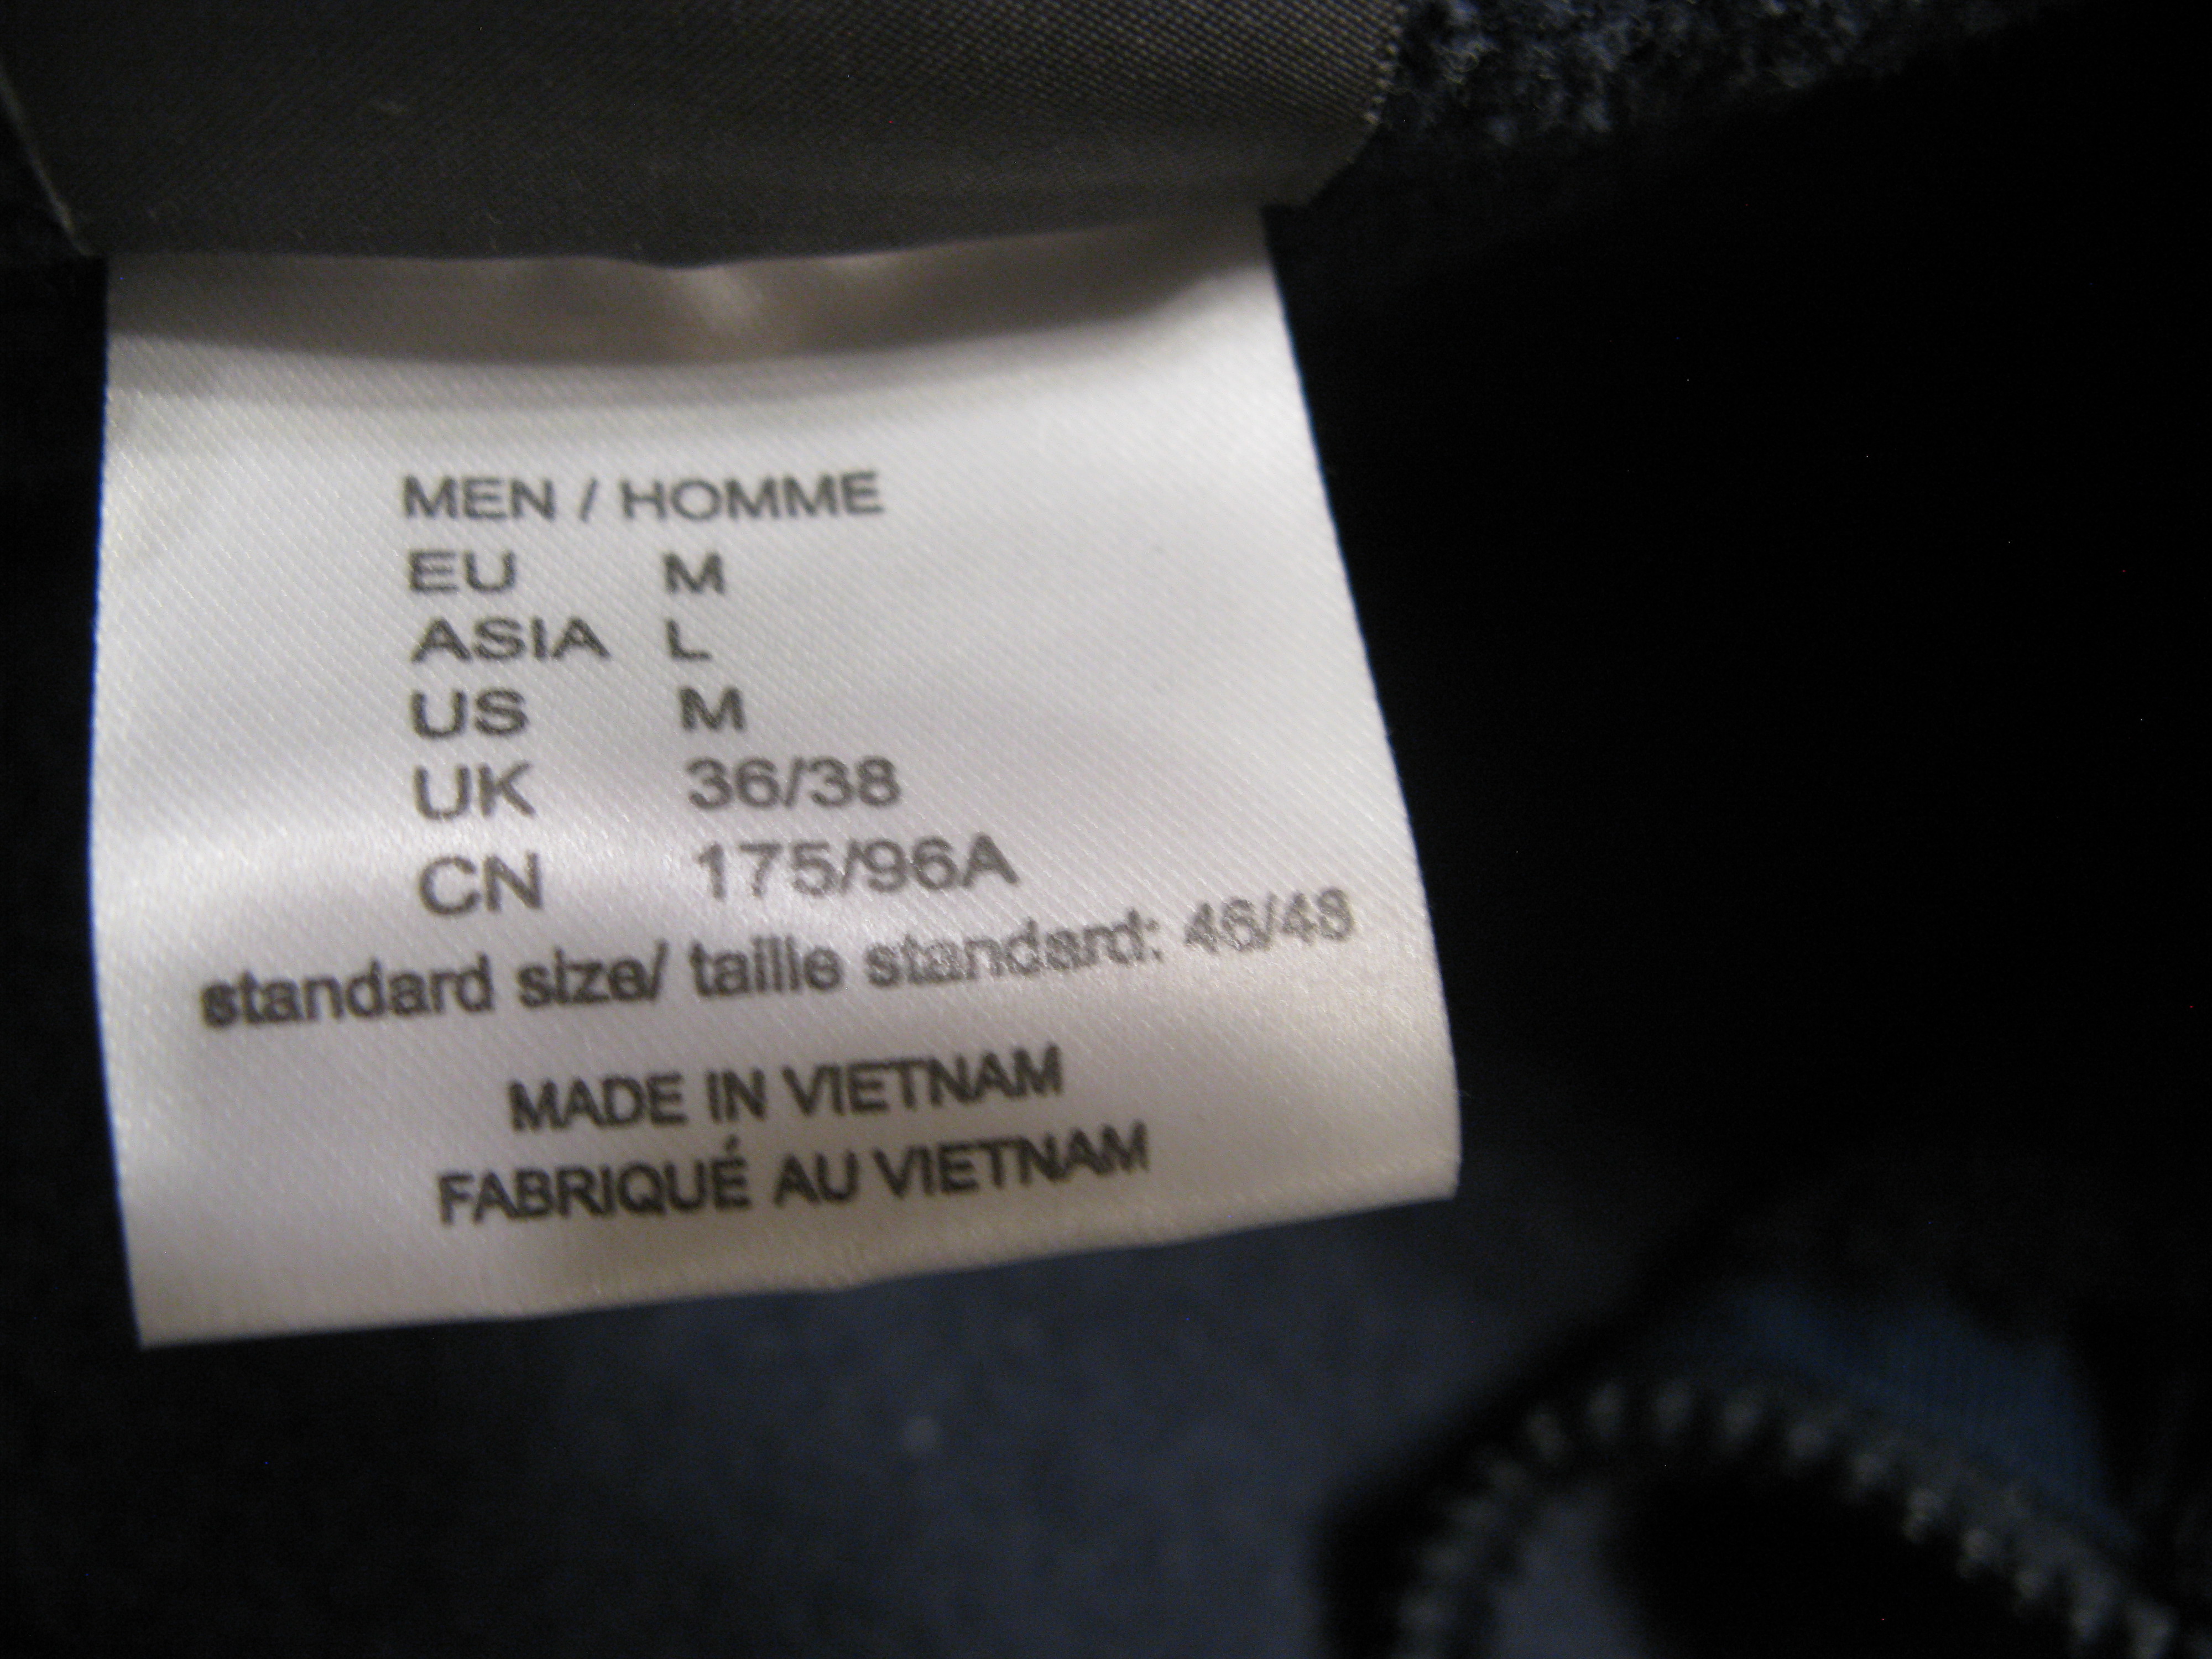 MEN / HOMME
EU M
ASIA L
US M
UK 36/38
CN 175/96A
standard size/ taille standard: 46/48
MADE IN VIETNAM
FABRIQUÉ AU VIETNAM